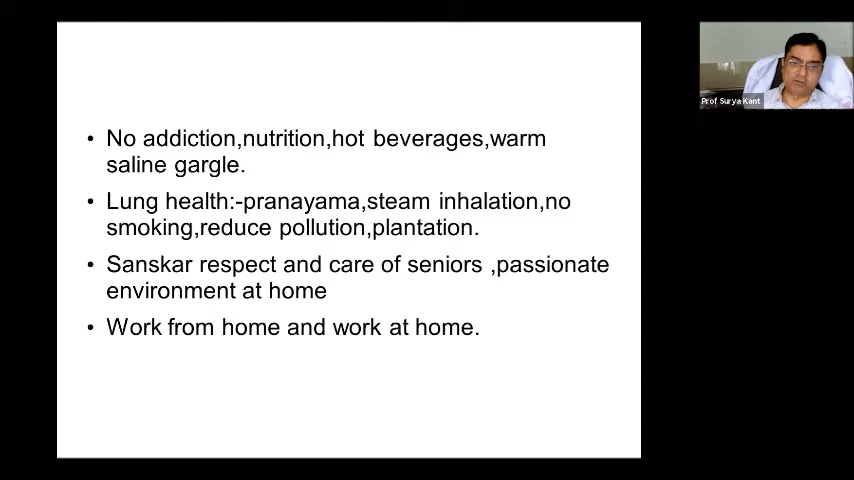 No addiction,nutrition,hot beverages,warm
saline gargle.
Lung health:-pranayama,steam inhalation,no
smoking,reduce pollution,plantation.
Sanskar respect and care of seniors ,passionate
environment at home
Work from home and work at home.
Prof Surya Kant